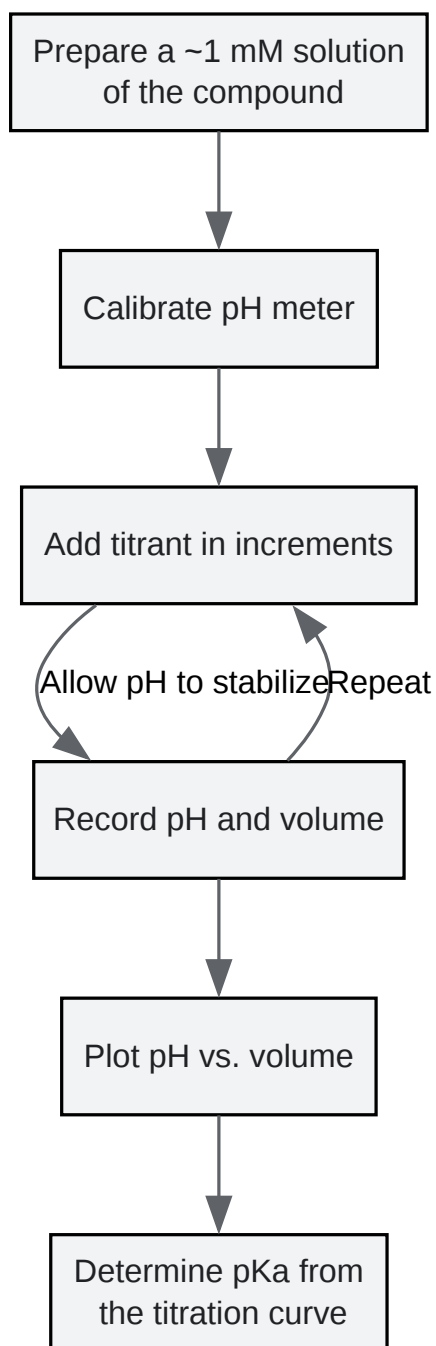 Prepare a ~1 mM solution
of the compound
Calibrate pH meter
Add titrant in increments
Allow pH to stabilize
Repeat
Record pH and volume
Plot pH vs. volume
Determine pKa from
the titration curve